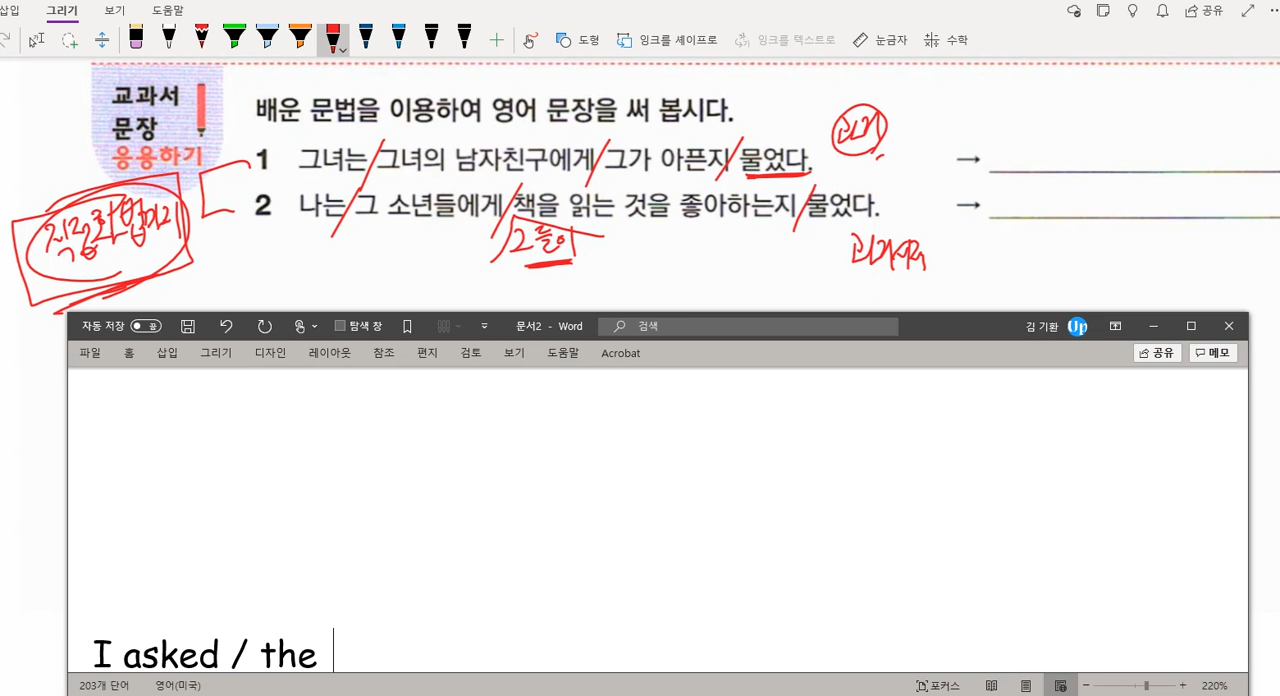 삽입 그리기 보기 도움말 공유
도형 잉크를 셰이프로 잉크를 텍스트로 눈금자 수학
교과서
문장
응용하기
배운 문법을 이용하여 영어 문장을 써 봅시다.
과거
1 그녀는 / 그녀의 남자친구에게 / 그가 아픈지 / 물었다. →
2 나는 / 그 소년들에게 / 책을 읽는 것을 좋아하는지 / 물었다. →
그들이
자동 저장 끔 탐색 창 문서2 - Word 검색 김 기환 Up
파일 홈 삽입 그리기 디자인 레이아웃 참조 편지 검토 보기 도움말 Acrobat 공유 메모
I asked / the
203개 단어 영어(미국) 포커스 220%